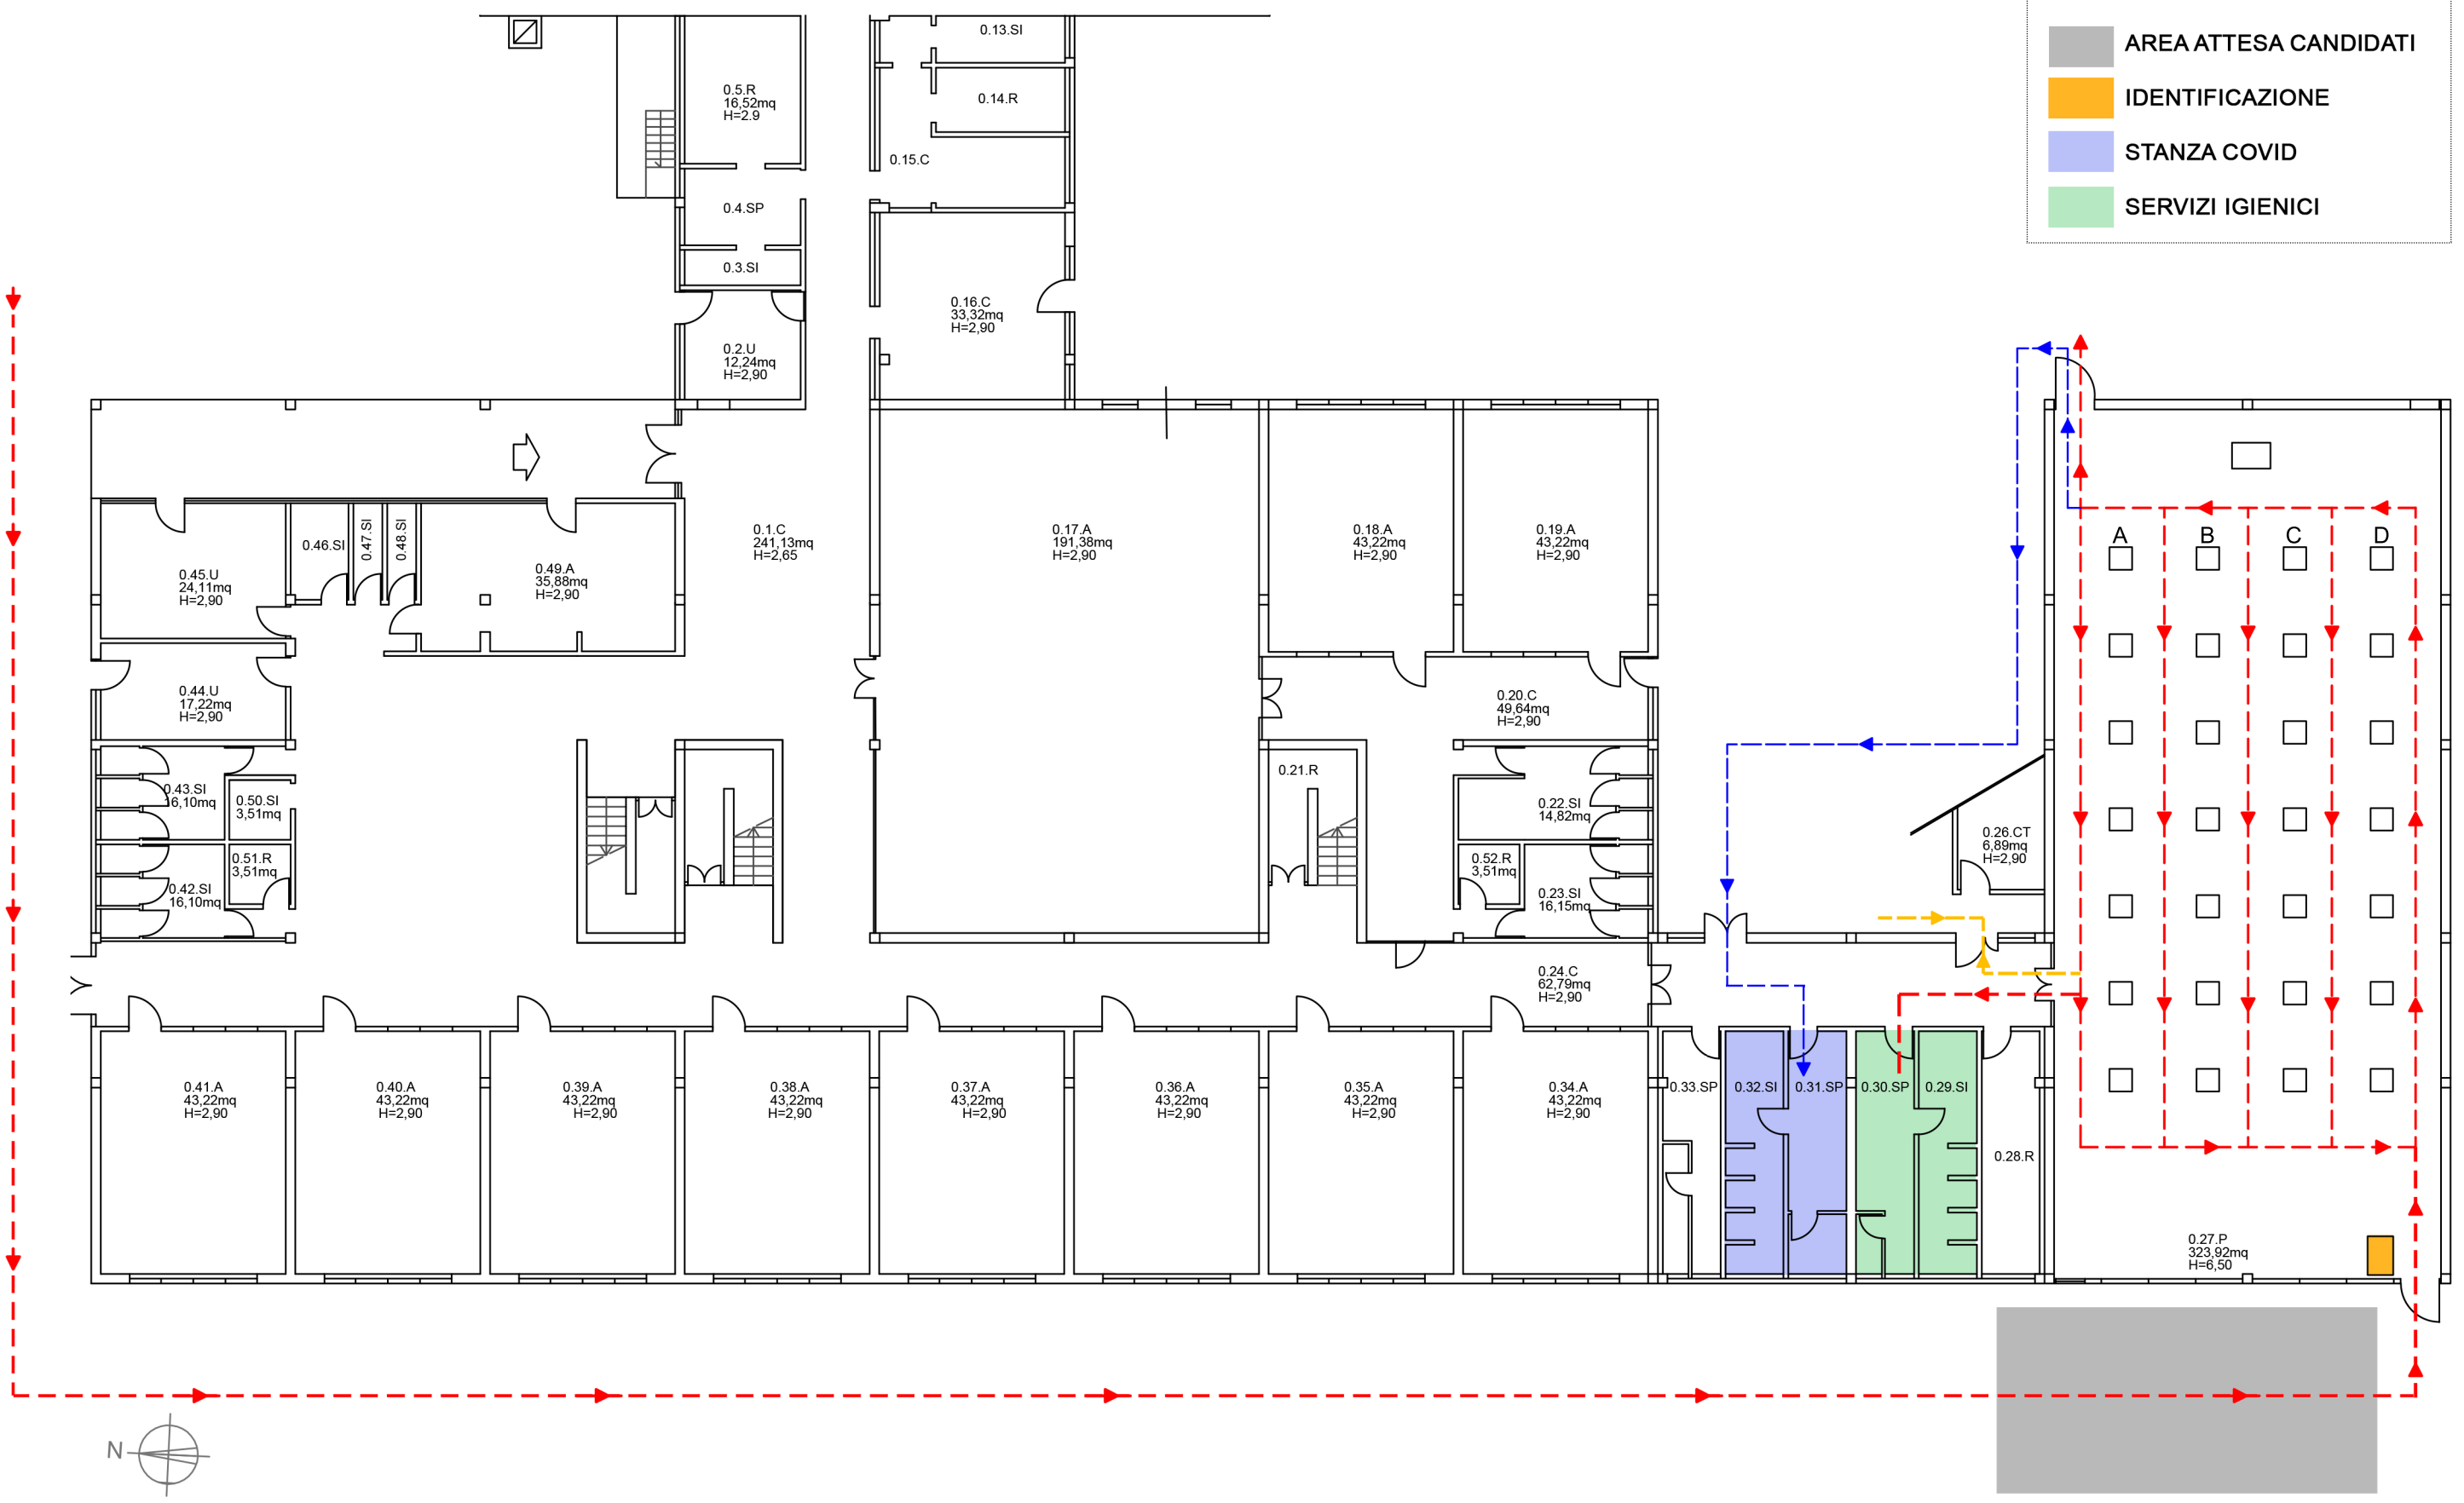 AREA ATTESA CANDIDATI
IDENTIFICAZIONE
STANZA COVID
SERVIZI IGIENICI
0.13.SI
0.5.R
16,52mq
H=2.9
0.14.R
0.15.C
0.4.SP
0.3.SI
0.16.C
33,32mq
H=2,90
0.2.U
12,24mq
H=2,90
0.1.C
241,13mq
H=2,65
0.17.A
191,38mq
H=2,90
0.18.A
43,22mq
H=2,90
0.19.A
43,22mq
H=2,90
A
B
C
D
0.46.SI
0.47.SI
0.48.SI
0.49.A
35,88mq
H=2,90
0.45.U
24,11mq
H=2,90
0.44.U
17,22mq
H=2,90
0.20.C
49,64mq
H=2,90
0.21.R
0.43.SI
16,10mq
0.50.SI
3,51mq
0.22.SI
14,82mq
0.26.CT
6,89mq
H=2,90
0.51.R
3,51mq
0.52.R
3,51mq
0.42.SI
16,10mq
0.23.SI
16,15mq
0.24.C
62,79mq
H=2,90
0.41.A
43,22mq
H=2,90
0.40.A
43,22mq
H=2,90
0.39.A
43,22mq
H=2,90
0.38.A
43,22mq
H=2,90
0.37.A
43,22mq
H=2,90
0.36.A
43,22mq
H=2,90
0.35.A
43,22mq
H=2,90
0.34.A
43,22mq
H=2,90
0.33.SP
0.32.SI
0.31.SP
0.30.SP
0.29.SI
0.28.R
0.27.P
323,92mq
H=6,50
N